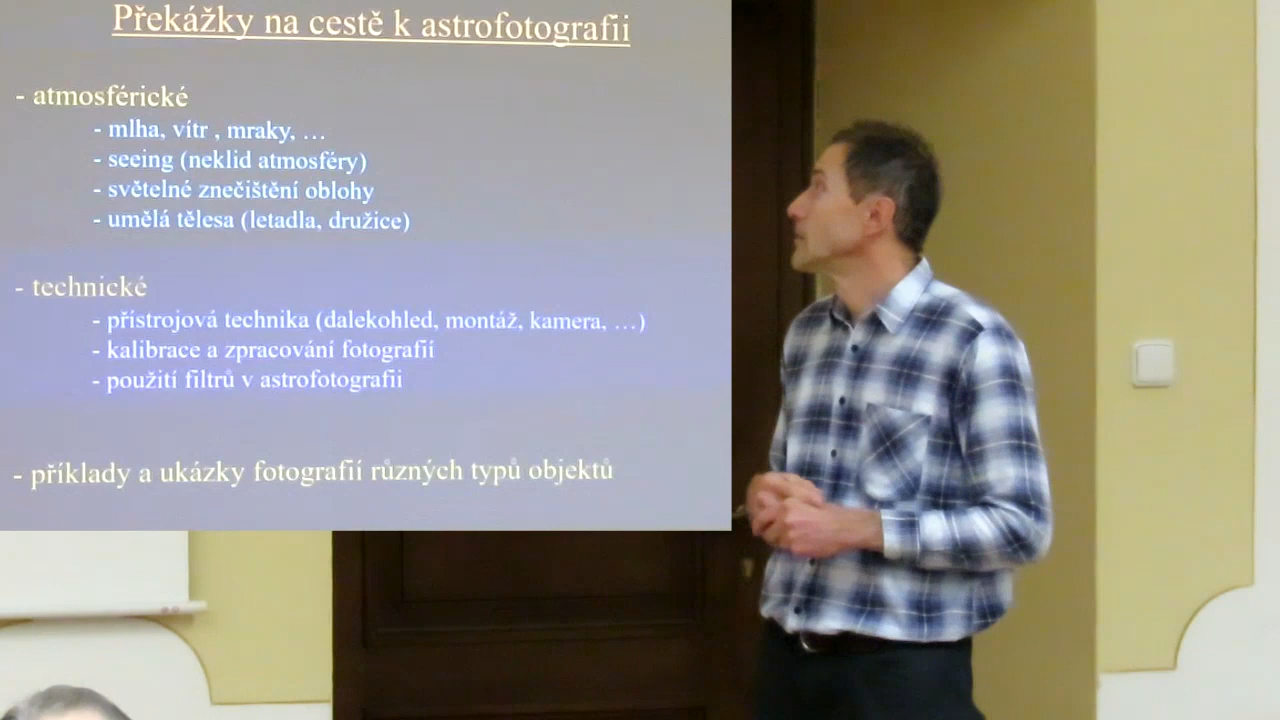 Překážky na cestě k astrofotografii
- atmosférické
- mlha, vítr , mraky, …
- seeing (neklid atmosféry)
- světelné znečištění oblohy
- umělá tělesa (letadla, družice)
- technické
- přístrojová technika (dalekohled, montáž, kamera, …)
- kalibrace a zpracování fotografií
- použití filtrů v astrofotografii
- příklady a ukázky fotografií různých typů objektů